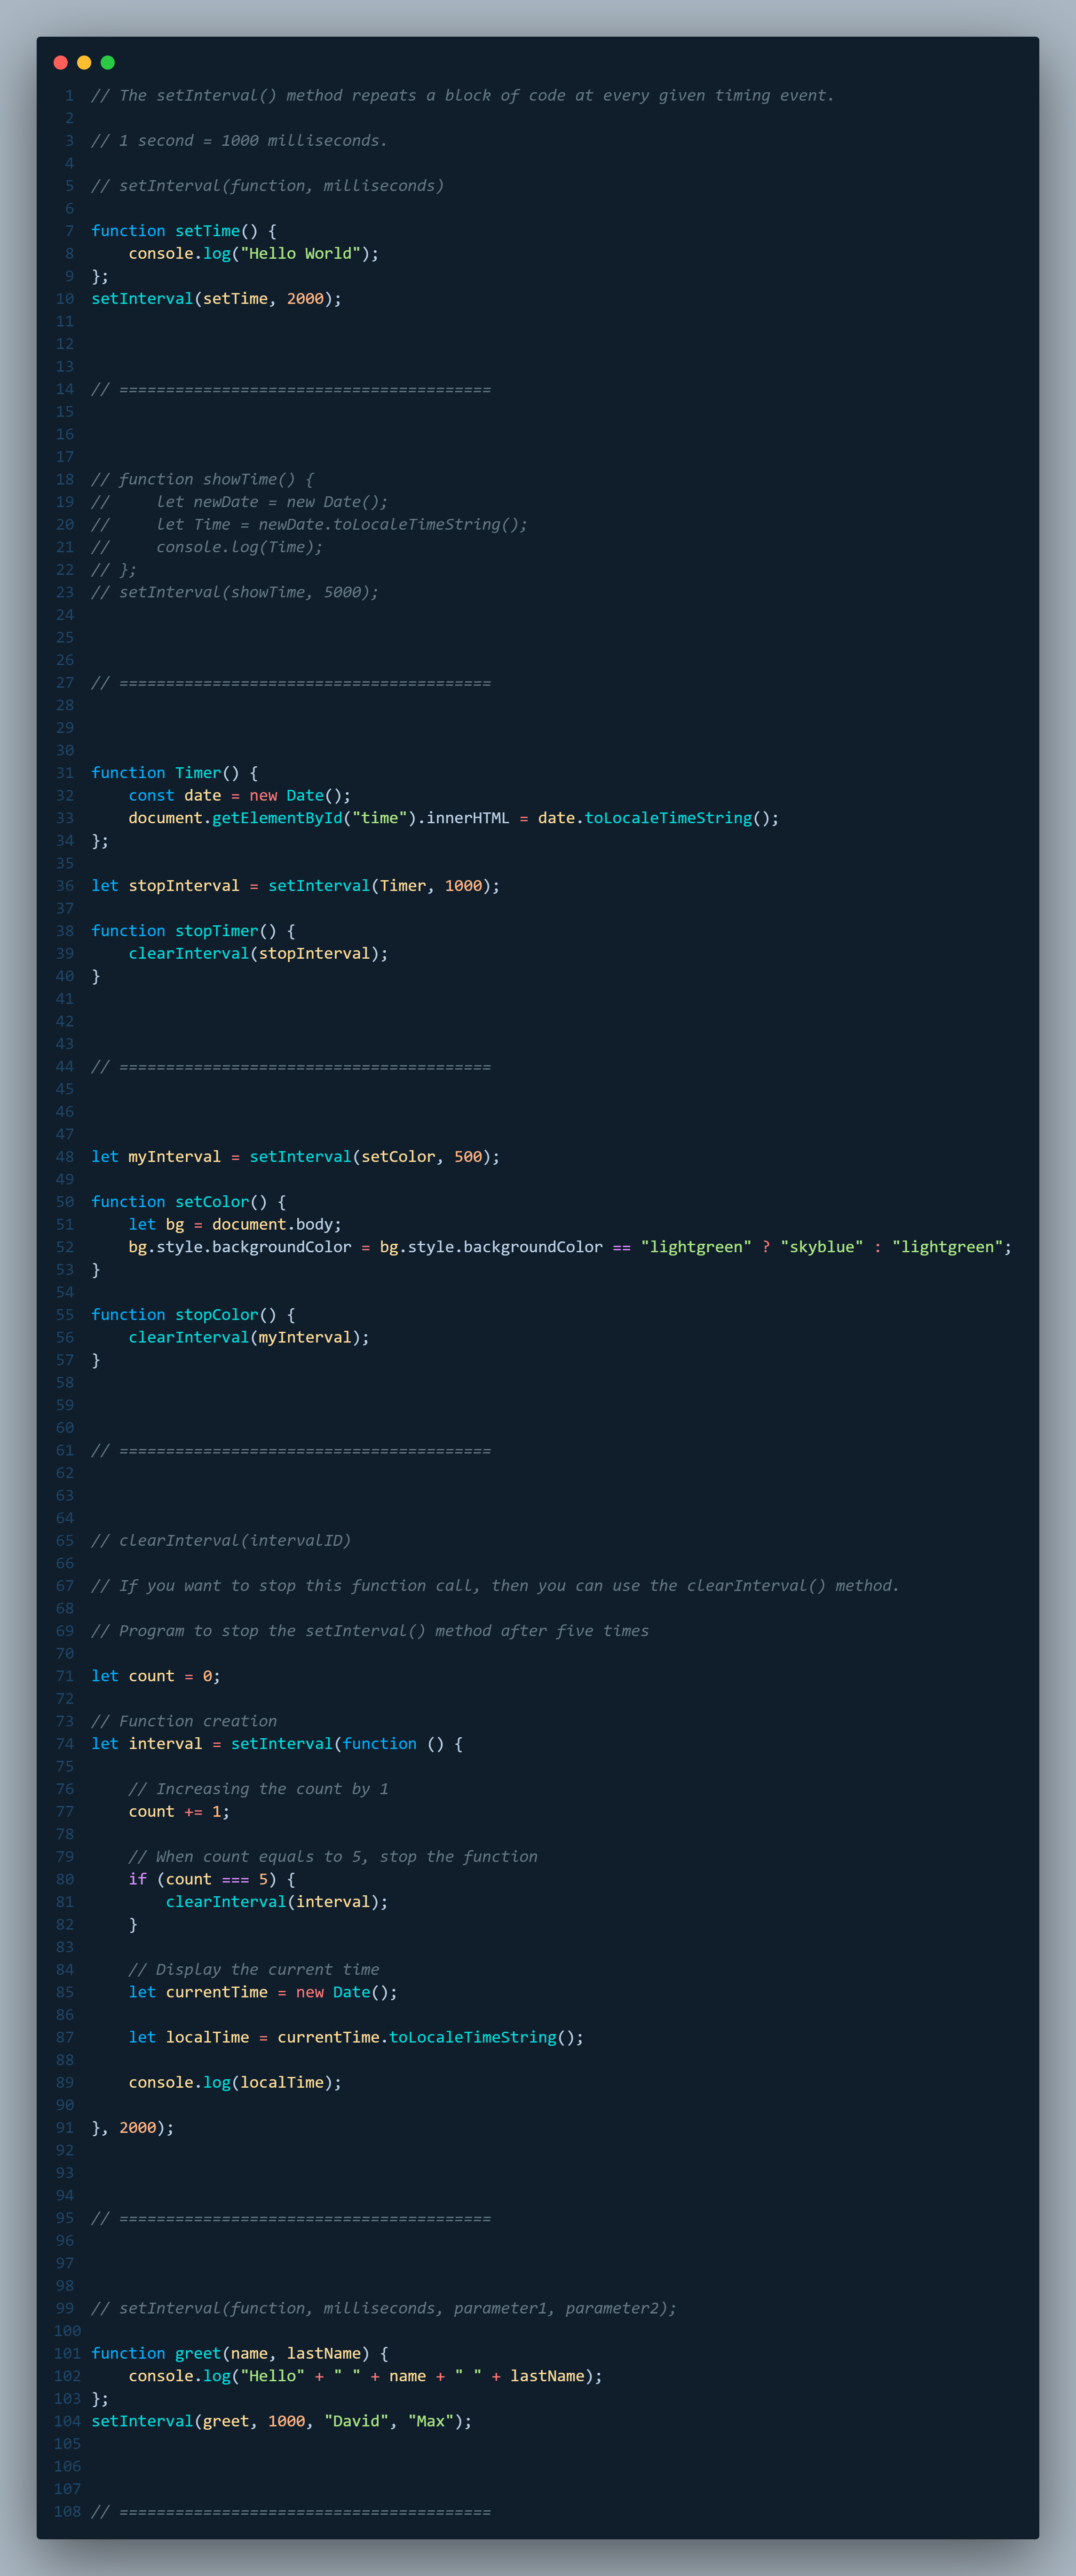 1 // The setInterval() method repeats a block of code at every given timing event.
2
3 // 1 second = 1000 milliseconds.
4
5 // setInterval(function, milliseconds)
6
7 function setTime() {
8     console.log("Hello World");
9 };
10 setInterval(setTime, 2000);
11
12
13
14 // ========================================
15
16
17
18 // function showTime() {
19 //     let newDate = new Date();
20 //     let Time = newDate.toLocaleTimeString();
21 //     console.log(Time);
22 // };
23 // setInterval(showTime, 5000);
24
25
26
27 // ========================================
28
29
30
31 function Timer() {
32     const date = new Date();
33     document.getElementById("time").innerHTML = date.toLocaleTimeString();
34 };
35
36 let stopInterval = setInterval(Timer, 1000);
37
38 function stopTimer() {
39     clearInterval(stopInterval);
40 }
41
42
43
44 // ========================================
45
46
47
48 let myInterval = setInterval(setColor, 500);
49
50 function setColor() {
51     let bg = document.body;
52     bg.style.backgroundColor = bg.style.backgroundColor == "lightgreen" ? "skyblue" : "lightgreen";
53 }
54
55 function stopColor() {
56     clearInterval(myInterval);
57 }
58
59
60
61 // ========================================
62
63
64
65 // clearInterval(intervalID)
66
67 // If you want to stop this function call, then you can use the clearInterval() method.
68
69 // Program to stop the setInterval() method after five times
70
71 let count = 0;
72
73 // Function creation
74 let interval = setInterval(function () {
75
76     // Increasing the count by 1
77     count += 1;
78
79     // When count equals to 5, stop the function
80     if (count === 5) {
81         clearInterval(interval);
82     }
83
84     // Display the current time
85     let currentTime = new Date();
86
87     let localTime = currentTime.toLocaleTimeString();
88
89     console.log(localTime);
90
91 }, 2000);
92
93
94
95 // ========================================
96
97
98
99 // setInterval(function, milliseconds, parameter1, parameter2);
100
101 function greet(name, lastName) {
102     console.log("Hello" + " " + name + " " + lastName);
103 };
104 setInterval(greet, 1000, "David", "Max");
105
106
107
108 // ========================================